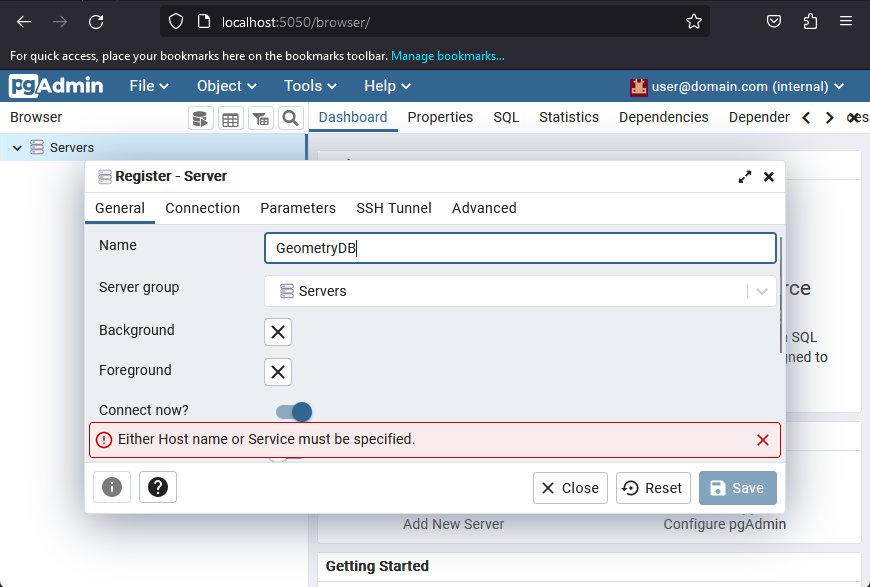 localhost:5050/browser/
For quick access, place your bookmarks here on the bookmarks toolbar. Manage bookmarks...
pgAdmin File Object Tools Help user@domain.com (internal)
Browser Dashboard Properties SQL Statistics Dependencies Depender
Servers
Register - Server
General Connection Parameters SSH Tunnel Advanced
Name GeometryDB
Server group Servers
rce
Background
SQL
Foreground
gned to
Connect now?
Either Host name or Service must be specified.
i ? Close Reset Save
Add New Server Configure pgAdmin
Getting Started